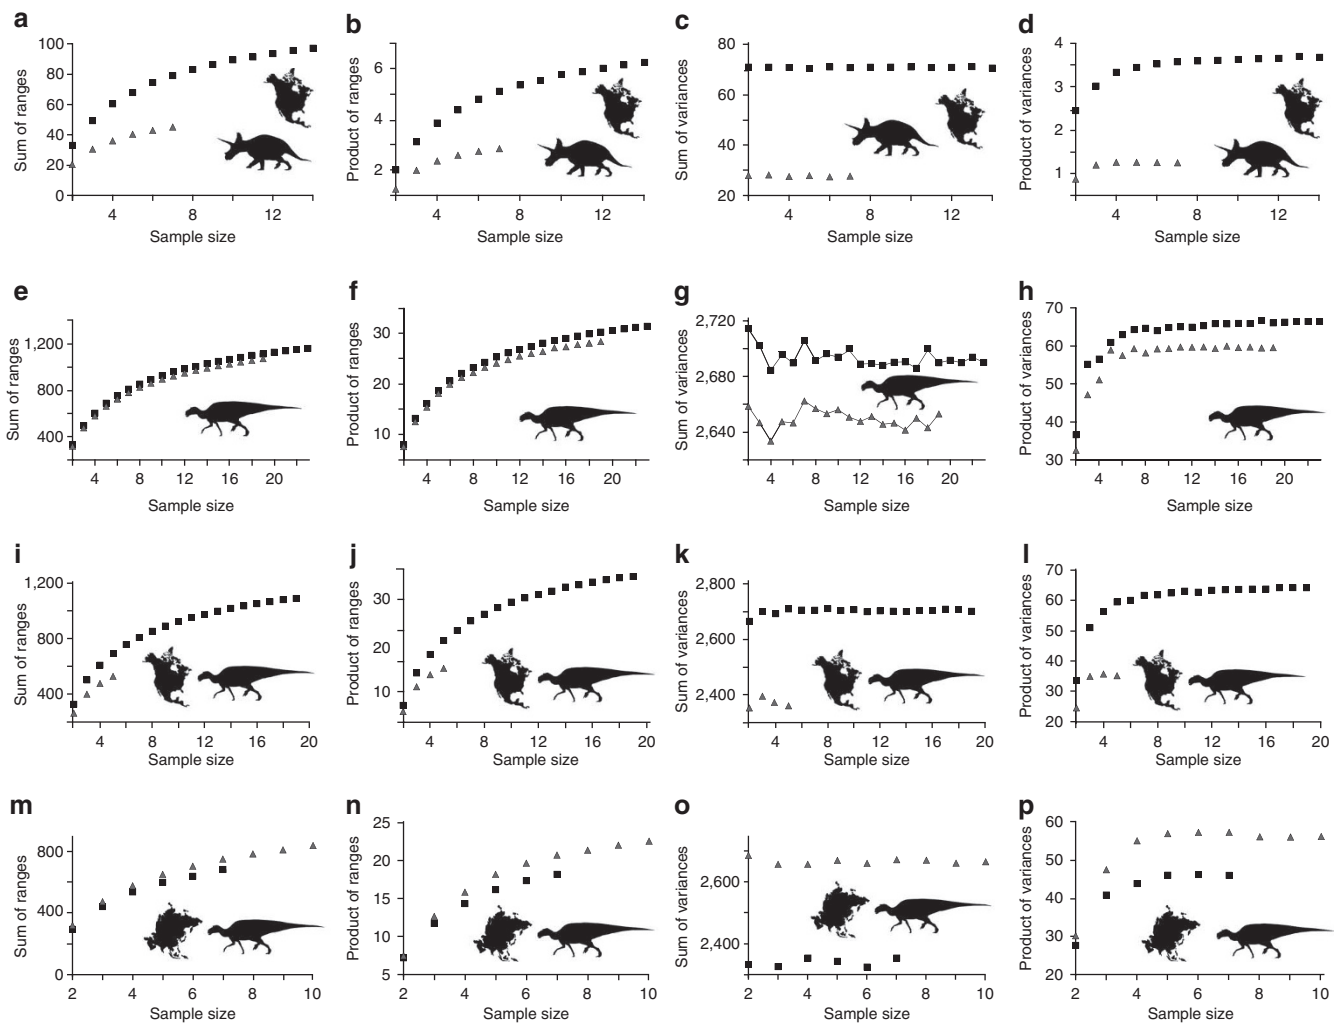 a
Sum of ranges
100
80
60
40
20
0
4
8
12
Sample size
b
Product of ranges
6
4
2
4
8
12
Sample size
c
Sum of variances
80
60
40
20
4
8
12
Sample size
d
Product of variances
4
3
2
1
4
8
12
Sample size
e
Sum of ranges
1,200
800
400
4
8
12
16
20
Sample size
f
Product of ranges
30
20
10
4
8
12
16
20
Sample size
g
Sum of variances
2,720
2,680
2,640
4
8
12
16
20
Sample size
h
Product of variances
70
60
50
40
30
4
8
12
16
20
Sample size
i
Sum of ranges
1,200
800
400
4
8
12
16
20
Sample size
j
Product of ranges
30
20
10
4
8
12
16
20
Sample size
k
Sum of variances
2,800
2,600
2,400
4
8
12
16
20
Sample size
l
Product of variances
70
60
50
40
30
20
4
8
12
16
20
Sample size
m
Sum of ranges
800
400
0
2
4
6
8
10
Sample size
n
Product of ranges
25
20
15
10
5
2
4
6
8
10
Sample size
o
Sum of variances
2,600
2,400
2
4
6
8
10
Sample size
p
Product of variances
60
50
40
30
20
2
4
6
8
10
Sample size